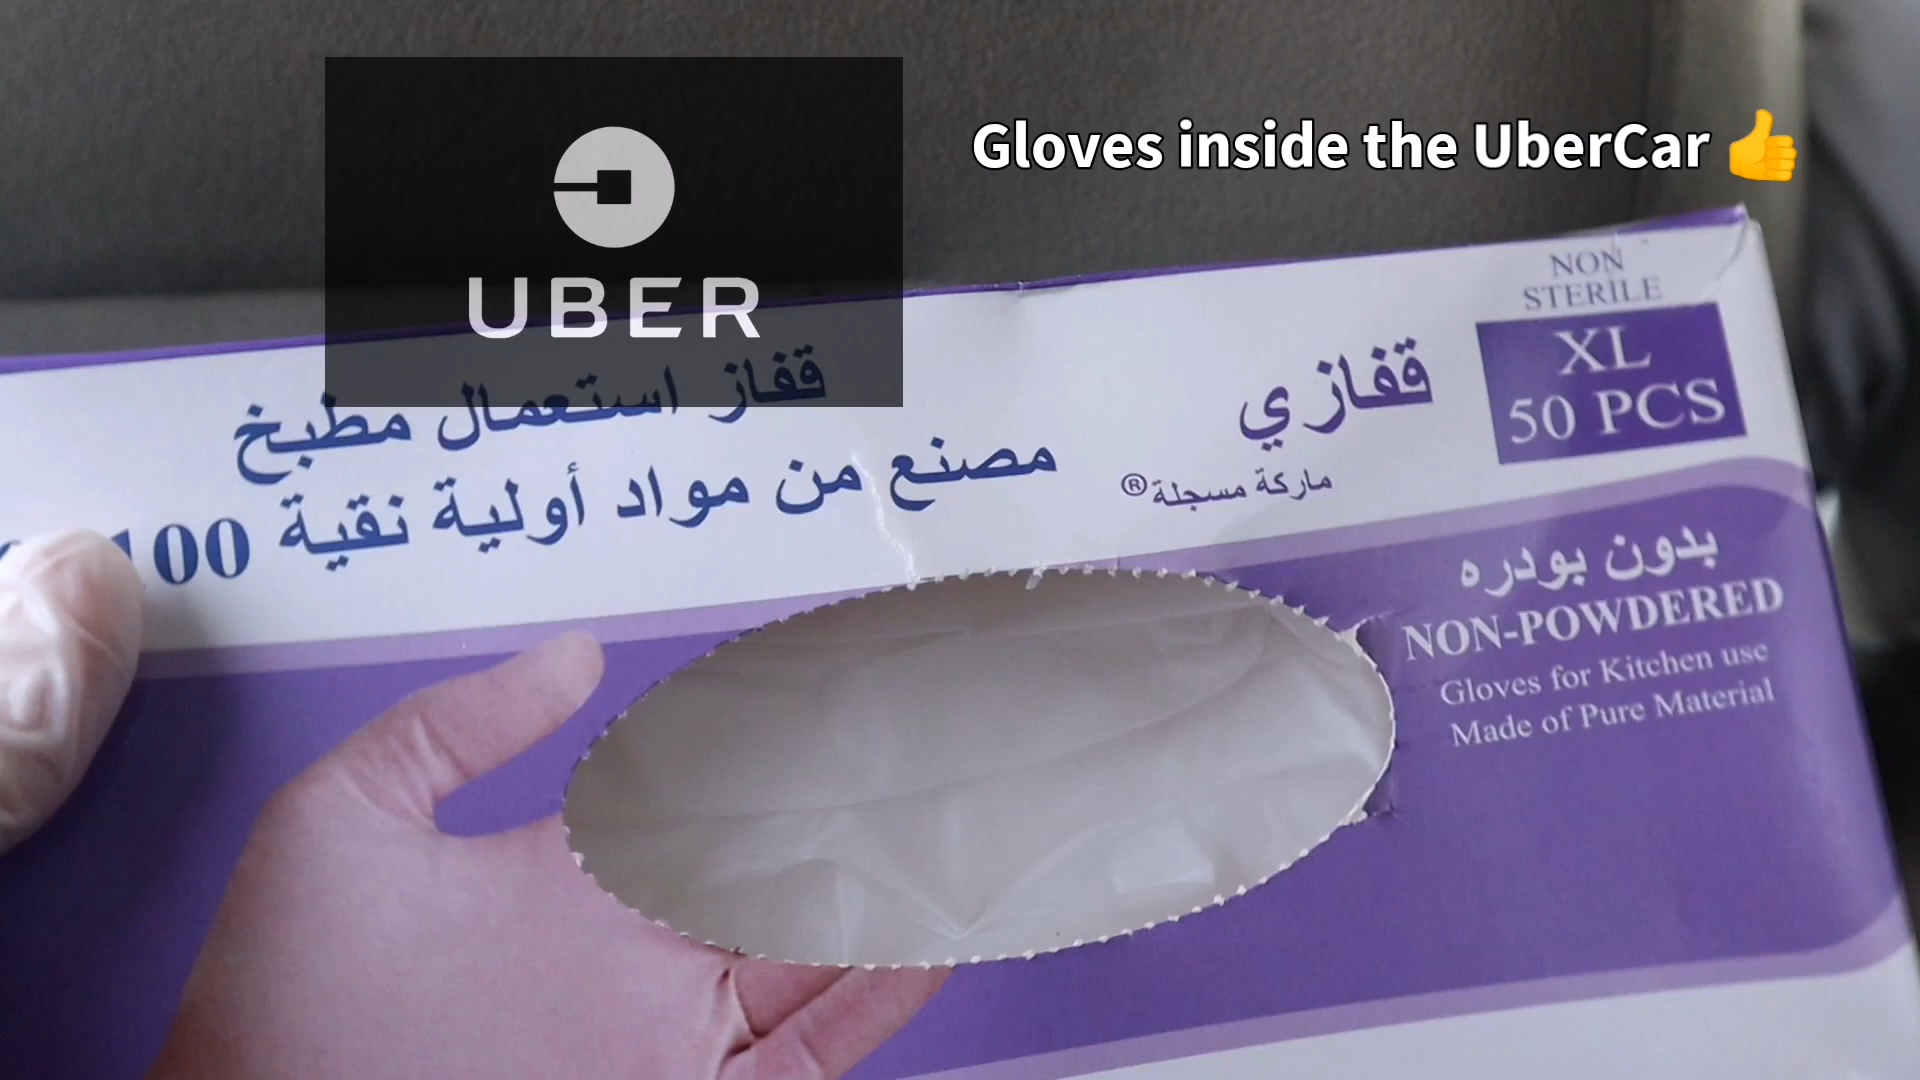 UBER
Gloves inside the UberCar 👍
NON
STERILE
XL
50 PCS
قفازي
ماركة مسجلة®
قفاز استعمال مطبخ
مصنع من مواد أولية نقية 100
بدون بودره
NON-POWDERED
Gloves for Kitchen use
Made of Pure Material